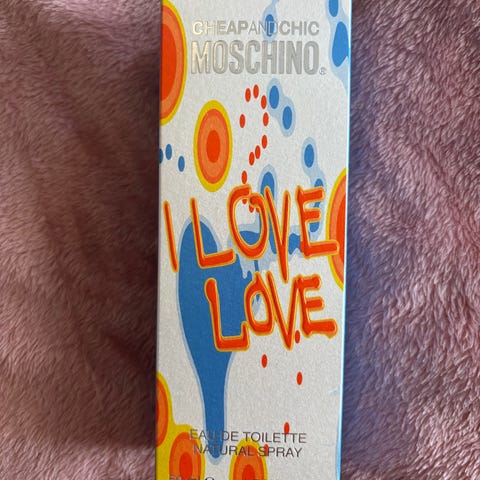 CHEAPANDCHIC
MOSCHINO®
I LOVE
LOVE
EAU DE TOILETTE
NATURAL SPRAY